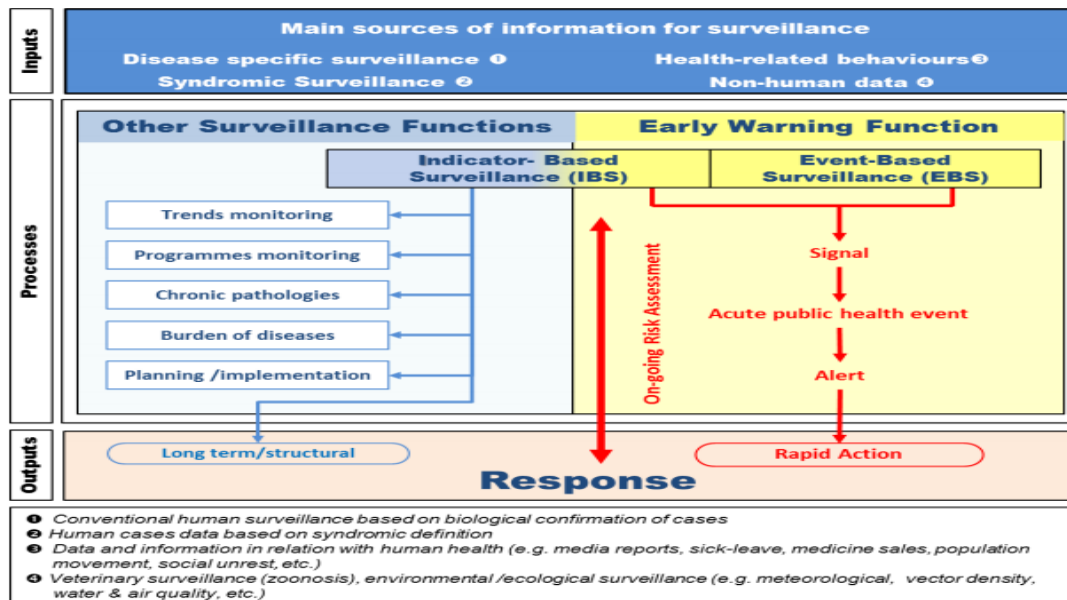 Inputs
Main sources of information for surveillance
Disease specific surveillance ❶
Health-related behaviours❸
Syndromic Surveillance ❷
Non-human data ❹
Processes
Other Surveillance Functions
Early Warning Function
Indicator- Based
Surveillance (IBS)
Event-Based
Surveillance (EBS)
Trends monitoring
Programmes monitoring
Chronic pathologies
Burden of diseases
Planning /implementation
On-going Risk Assessment
Signal
Acute public health event
Alert
Outputs
Long term/structural
Rapid Action
Response
❶ Conventional human surveillance based on biological confirmation of cases
❷ Human cases data based on syndromic definition
❸ Data and information in relation with human health (e.g. media reports, sick-leave, medicine sales, population
movement, social unrest, etc.)
❹ Veterinary surveillance (zoonosis), environmental /ecological surveillance (e.g. meteorological, vector density,
water & air quality, etc.)